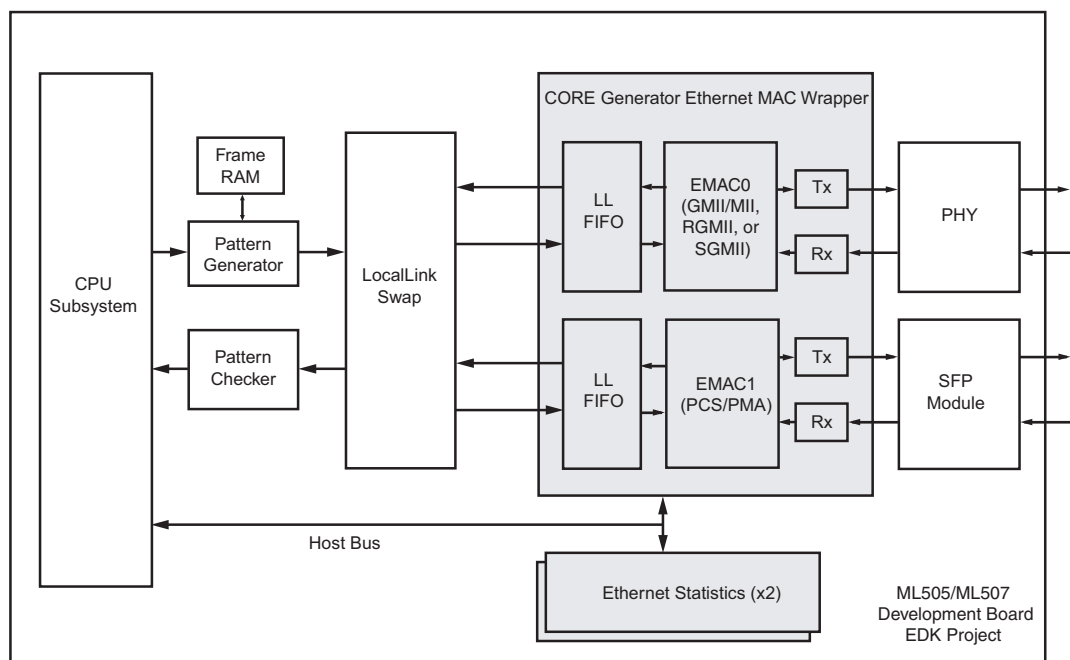 CORE Generator Ethernet MAC Wrapper
Frame
RAM
Pattern
Generator
CPU
Subsystem
Pattern
Checker
LocalLink
Swap
LL
FIFO
EMAC0
(GMII/MII,
RGMII, or
SGMII)
Tx
Rx
PHY
LL
FIFO
EMAC1
(PCS/PMA)
Tx
Rx
SFP
Module
Host Bus
Ethernet Statistics (x2)
ML505/ML507
Development Board
EDK Project